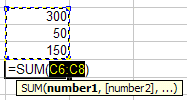 300
50
150
=SUM(C6:C8)
SUM(number1, [number2], ...)